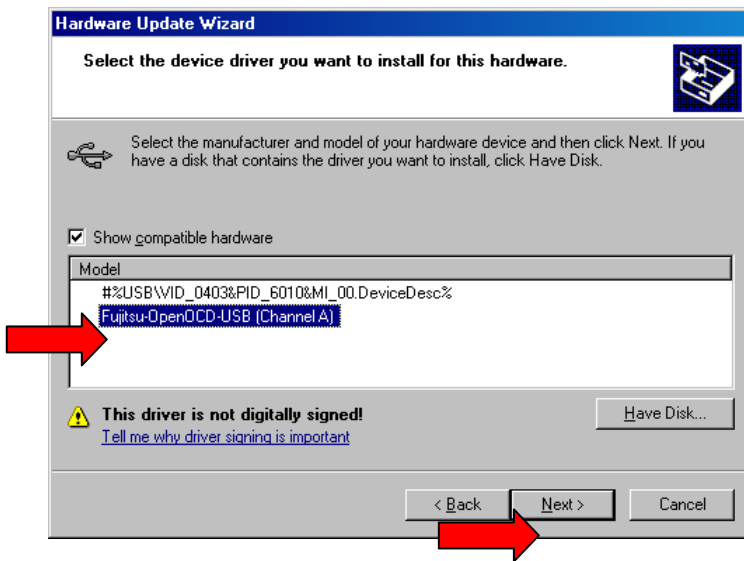 Hardware Update Wizard
Select the device driver you want to install for this hardware.
Select the manufacturer and model of your hardware device and then click Next. If you
have a disk that contains the driver you want to install, click Have Disk.
Show compatible hardware
Model
#%USB\VID_0403&PID_6010&MI_00.DeviceDesc%
Fujitsu-OpenOCD-USB (Channel A)
This driver is not digitally signed!
Have Disk...
Tell me why driver signing is important
< Back Next > Cancel